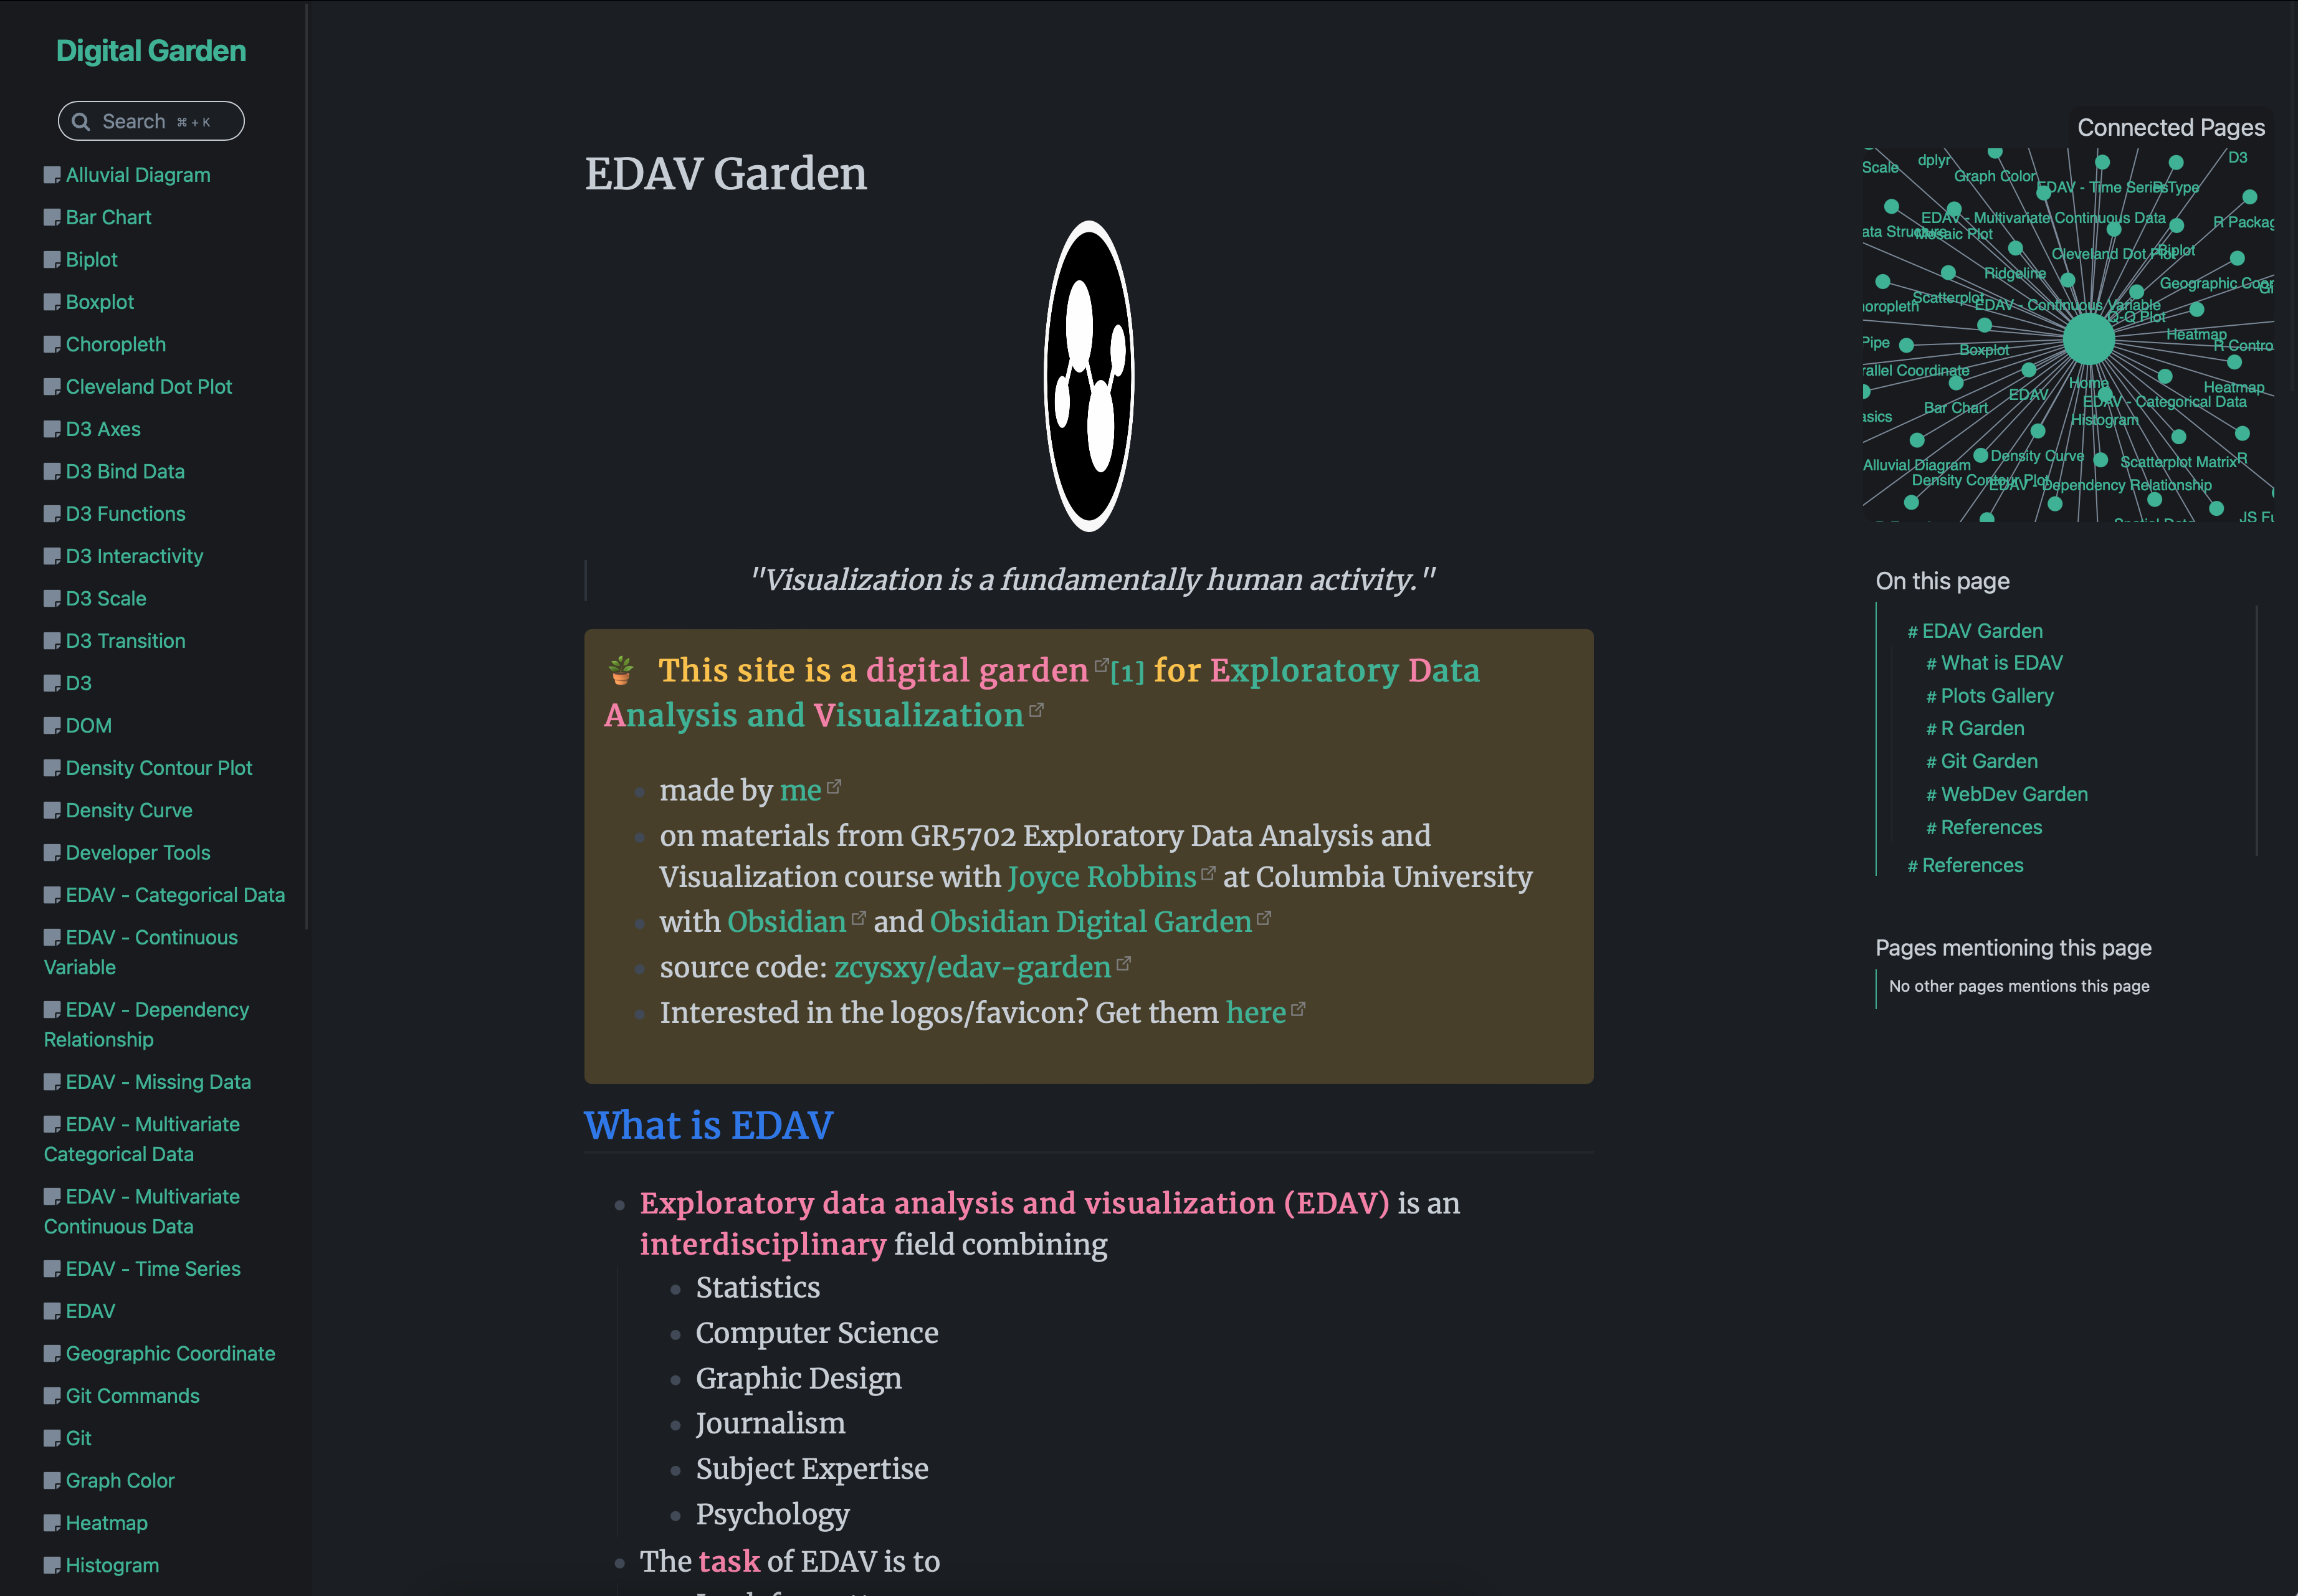 Digital Garden
Search ⌘ + K
Alluvial Diagram
Bar Chart
Biplot
Boxplot
Choropleth
Cleveland Dot Plot
D3 Axes
D3 Bind Data
D3 Functions
D3 Interactivity
D3 Scale
D3 Transition
D3
DOM
Density Contour Plot
Density Curve
Developer Tools
EDAV - Categorical Data
EDAV - Continuous
Variable
EDAV - Dependency
Relationship
EDAV - Missing Data
EDAV - Multivariate
Categorical Data
EDAV - Multivariate
Continuous Data
EDAV - Time Series
EDAV
Geographic Coordinate
Git Commands
Git
Graph Color
Heatmap
Histogram
EDAV Garden
"Visualization is a fundamentally human activity."
🪴 This site is a digital garden[1] for Exploratory Data
Analysis and Visualization
made by me
on materials from GR5702 Exploratory Data Analysis and
Visualization course with Joyce Robbins at Columbia University
with Obsidian and Obsidian Digital Garden
source code: zcysxy/edav-garden
Interested in the logos/favicon? Get them here
What is EDAV
Exploratory data analysis and visualization (EDAV) is an
interdisciplinary field combining
Statistics
Computer Science
Graphic Design
Journalism
Subject Expertise
Psychology
The task of EDAV is to
Connected Pages
Scale
dplyr
Graph Color
D3
EDAV - Time Series
Type
EDAV - Multivariate Continuous Data
R Packag
ata Structure
Mosaic Plot
Cleveland Dot Plot
Biplot
Ridgeline
Geographic Coor
Scatterplot
horopleth
EDAV - Continuous Variable
Q-Q Plot
Heatmap
R Contro
Pipe
Boxplot
rallel Coordinate
Home
Heatmap
EDAV
EDAV - Categorical Data
Bar Chart
asics
Histogram
Density Curve
Scatterplot Matrix
R
Alluvial Diagram
Density Contour Plot
EDAV - Dependency Relationship
JS Fu
On this page
# EDAV Garden
# What is EDAV
# Plots Gallery
# R Garden
# Git Garden
# WebDev Garden
# References
# References
Pages mentioning this page
No other pages mentions this page